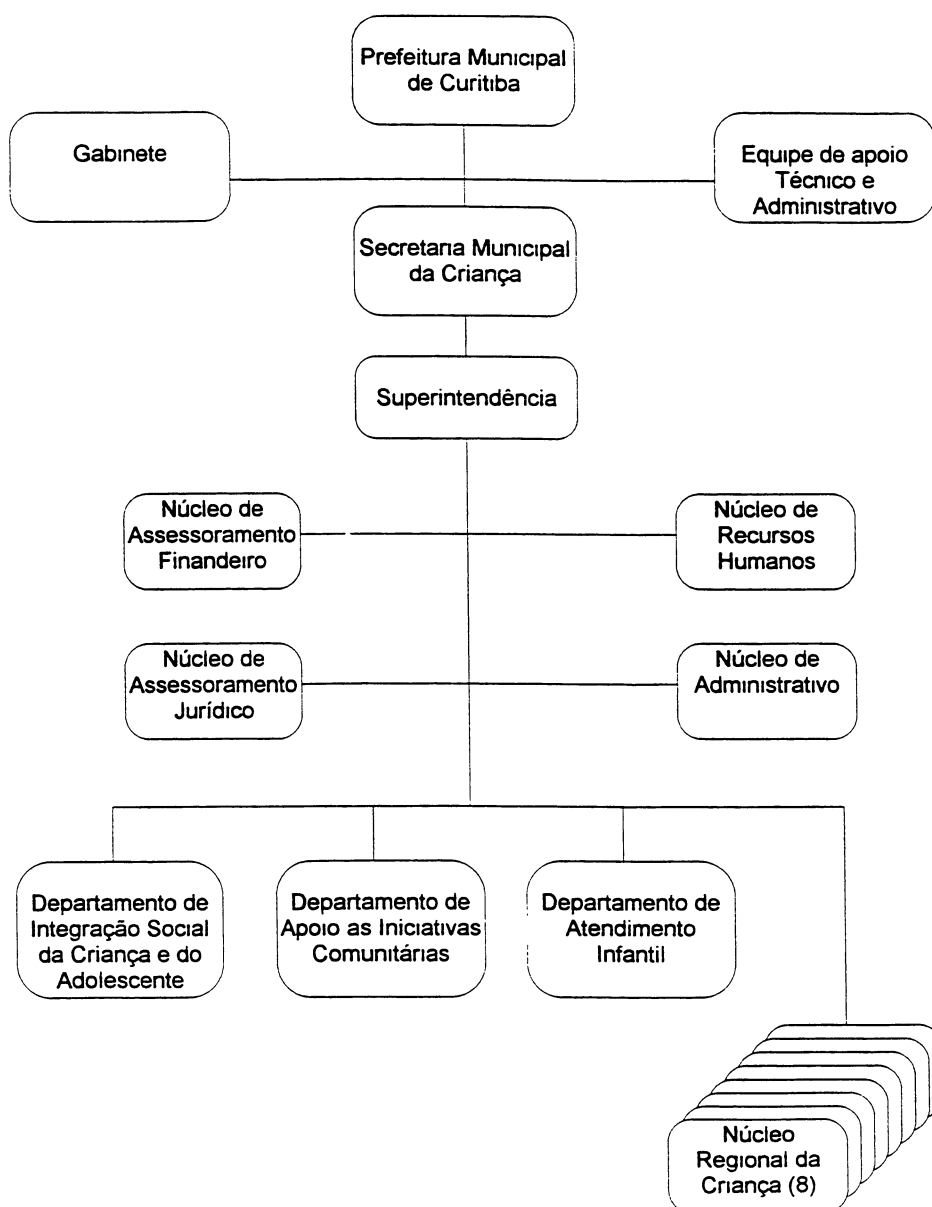 Prefeitura Municipal
de Curitiba
Gabinete
Equipe de apoio
Técnico e
Administrativo
Secretaria Municipal
da Criança
Superintendência
Núcleo de
Assessoramento
Finandeiro
Núcleo de
Recursos
Humanos
Núcleo de
Assessoramento
Jurídico
Núcleo de
Administrativo
Departamento de
Integração Social
da Criança e do
Adolescente
Departamento de
Apoio as Iniciativas
Comunitárias
Departamento de
Atendimento
Infantil
Núcleo
Regional da
Criança (8)